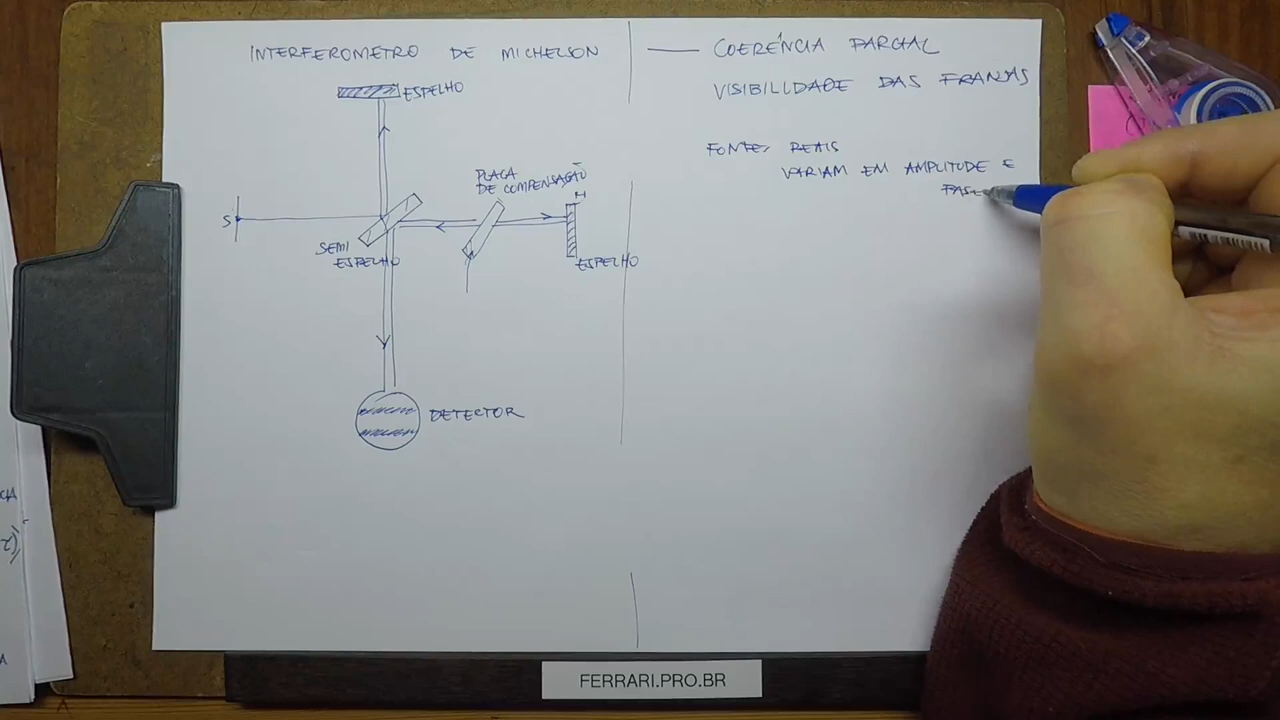 INTERFEROMETRO DE MICHELSON
ESPELHO
PLACA
DE COMPENSAÇÃO
S
SEMI
ESPELHO
ESPELHO
DETECTOR
COERÊNCIA PARCIAL
VISIBILIDADE DAS FRANJAS
FONTES REAIS
VARIAM EM AMPLITUDE E
FASE
FERRARI.PRO.BR